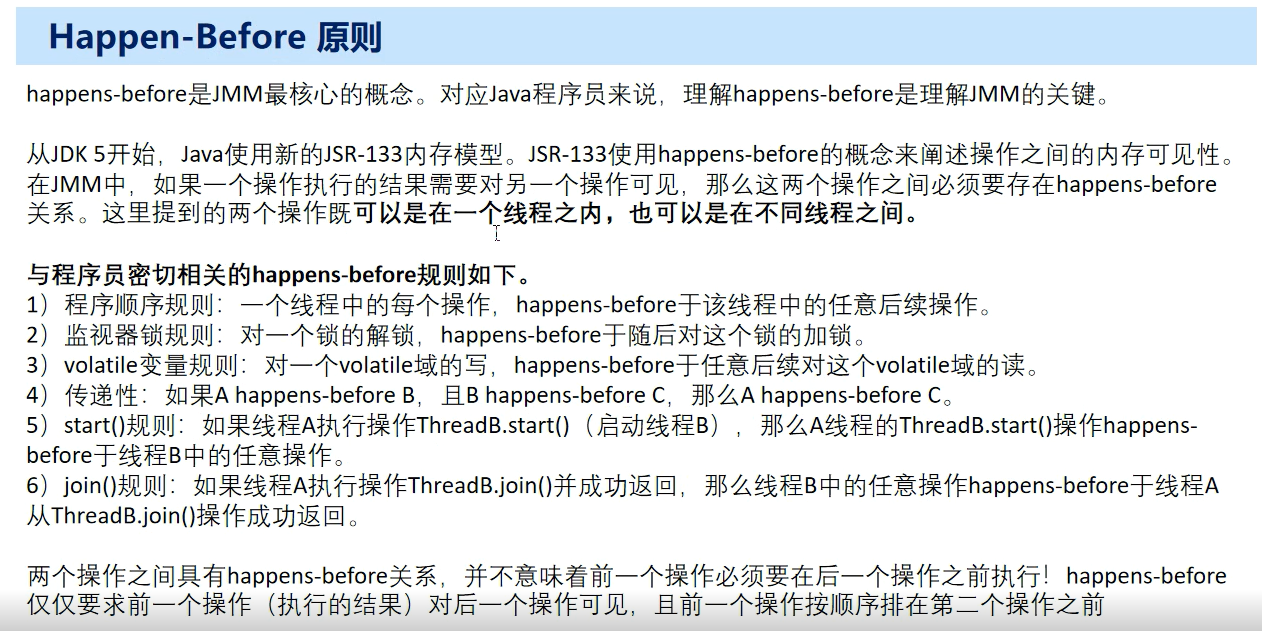 Happen-Before 原则
happens-before是JMM最核心的概念。对应Java程序员来说，理解happens-before是理解JMM的关键。
从JDK 5开始，Java使用新的JSR-133内存模型。JSR-133使用happens-before的概念来阐述操作之间的内存可见性。
在JMM中，如果一个操作执行的结果需要对另一个操作可见，那么这两个操作之间必须要存在happens-before
关系。这里提到的两个操作既可以是在一个线程之内，也可以是在不同线程之间。
与程序员密切相关的happens-before规则如下。
1）程序顺序规则：一个线程中的每个操作，happens-before于该线程中的任意后续操作。
2）监视器锁规则：对一个锁的解锁，happens-before于随后对这个锁的加锁。
3）volatile变量规则：对一个volatile域的写，happens-before于任意后续对这个volatile域的读。
4）传递性：如果A happens-before B，且B happens-before C，那么A happens-before C。
5）start()规则：如果线程A执行操作ThreadB.start()（启动线程B），那么A线程的ThreadB.start()操作happens-
before于线程B中的任意操作。
6）join()规则：如果线程A执行操作ThreadB.join()并成功返回，那么线程B中的任意操作happens-before于线程A
从ThreadB.join()操作成功返回。
两个操作之间具有happens-before关系，并不意味着前一个操作必须要在后一个操作之前执行！happens-before
仅仅要求前一个操作（执行的结果）对后一个操作可见，且前一个操作按顺序排在第二个操作之前